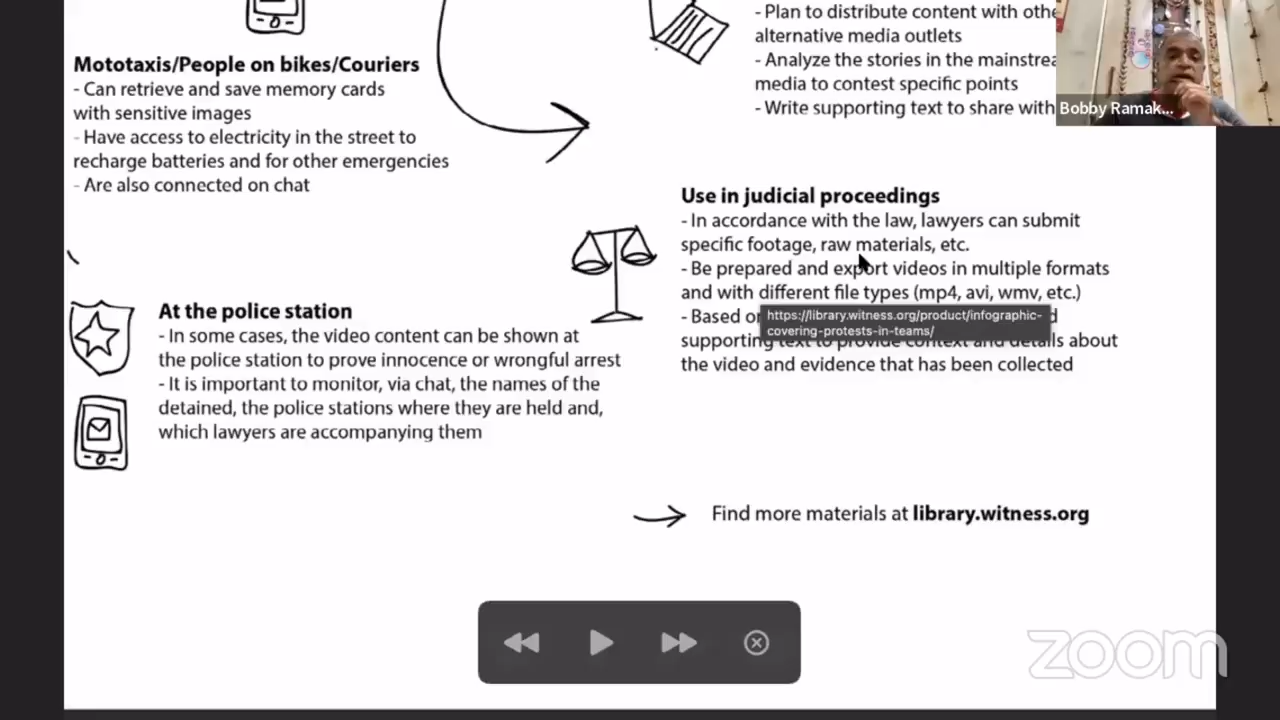 Mototaxis/People on bikes/Couriers
- Can retrieve and save memory cards
with sensitive images
- Have access to electricity in the street to
recharge batteries and for other emergencies
- Are also connected on chat
At the police station
- In some cases, the video content can be shown at
the police station to prove innocence or wrongful arrest
- It is important to monitor, via chat, the names of the
detained, the police stations where they are held and,
which lawyers are accompanying them
- Plan to distribute content with othe
alternative media outlets
- Analyze the stories in the mainstrea
media to contest specific points
- Write supporting text to share with
Bobby Ramak...
Use in judicial proceedings
- In accordance with the law, lawyers can submit
specific footage, raw materials, etc.
- Be prepared and export videos in multiple formats
and with different file types (mp4, avi, wmv, etc.)
- Based
https://library.witness.org/product/infographic-
covering-protests-in-teams/
supporting text to provide context and details about
the video and evidence that has been collected
Find more materials at library.witness.org
zoom